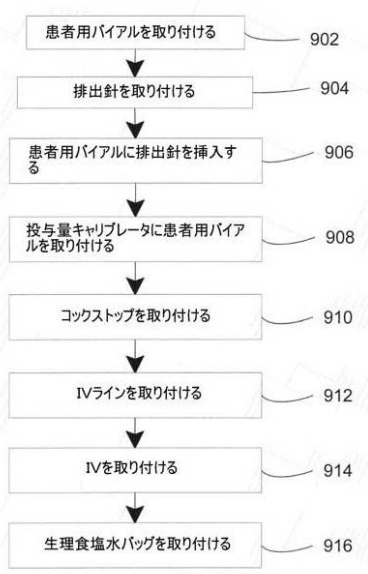 患者用バイアルを取り付ける
902
排出針を取り付ける
904
患者用バイアルに排出針を挿入す
る
906
投与量キャリブレータに患者用バイア
ルを取り付ける
908
コックストップを取り付ける
910
IVラインを取り付ける
912
IVを取り付ける
914
生理食塩水バッグを取り付ける
916